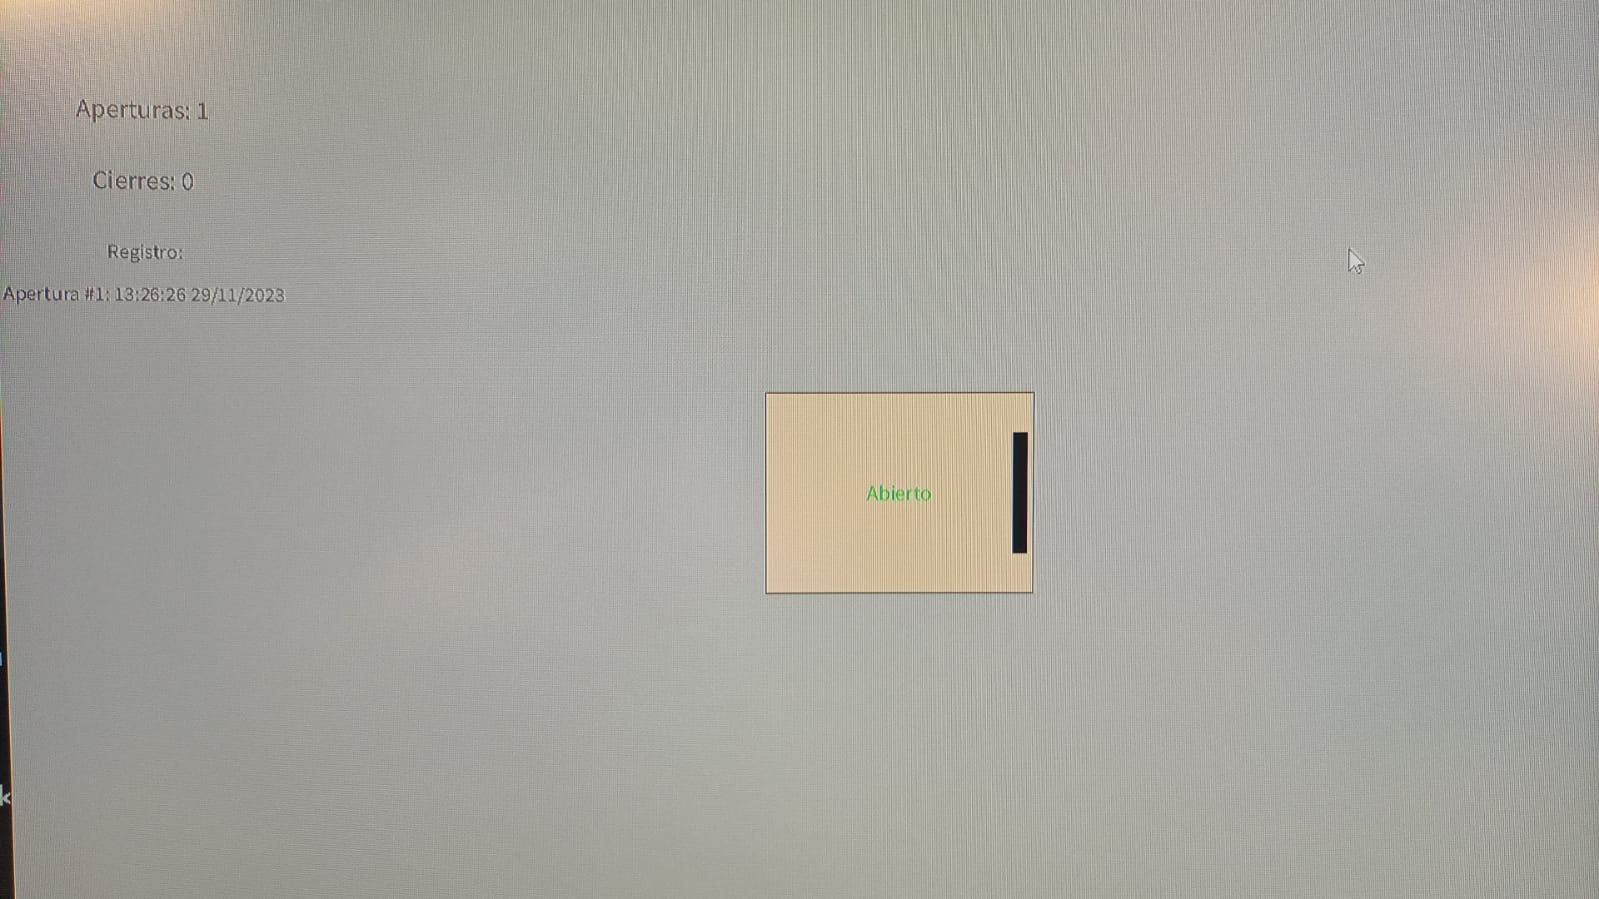 Aperturas: 1
Cierres: 0
Registro:
Apertura #1: 13:26:26 29/11/2023
Abierto
k